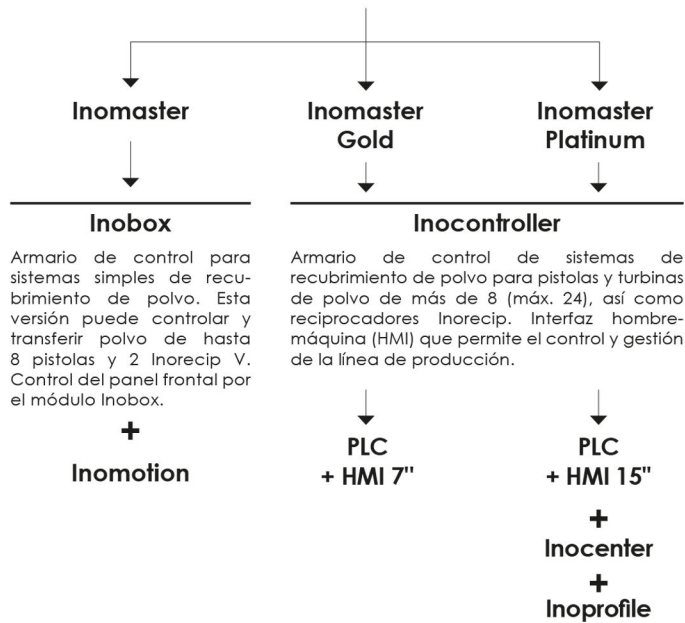 Inomaster
Inomaster
Gold
Inomaster
Platinum
Inobox
Armario de control para
sistemas simples de recu-
brimiento de polvo. Esta
versión puede controlar y
transferir polvo de hasta
8 pistolas y 2 Inorecip V.
Control del panel frontal por
el módulo Inobox.
+
Inomotion
Inocontroller
Armario de control de sistemas de
recubrimiento de polvo para pistolas y turbinas
de polvo de más de 8 (máx. 24), así como
reciprocadores Inorecip. Interfaz hombre-
máquina (HMI) que permite el control y gestión
de la línea de producción.
PLC
+ HMI 7"
PLC
+ HMI 15"
+
Inocenter
+
Inoprofile